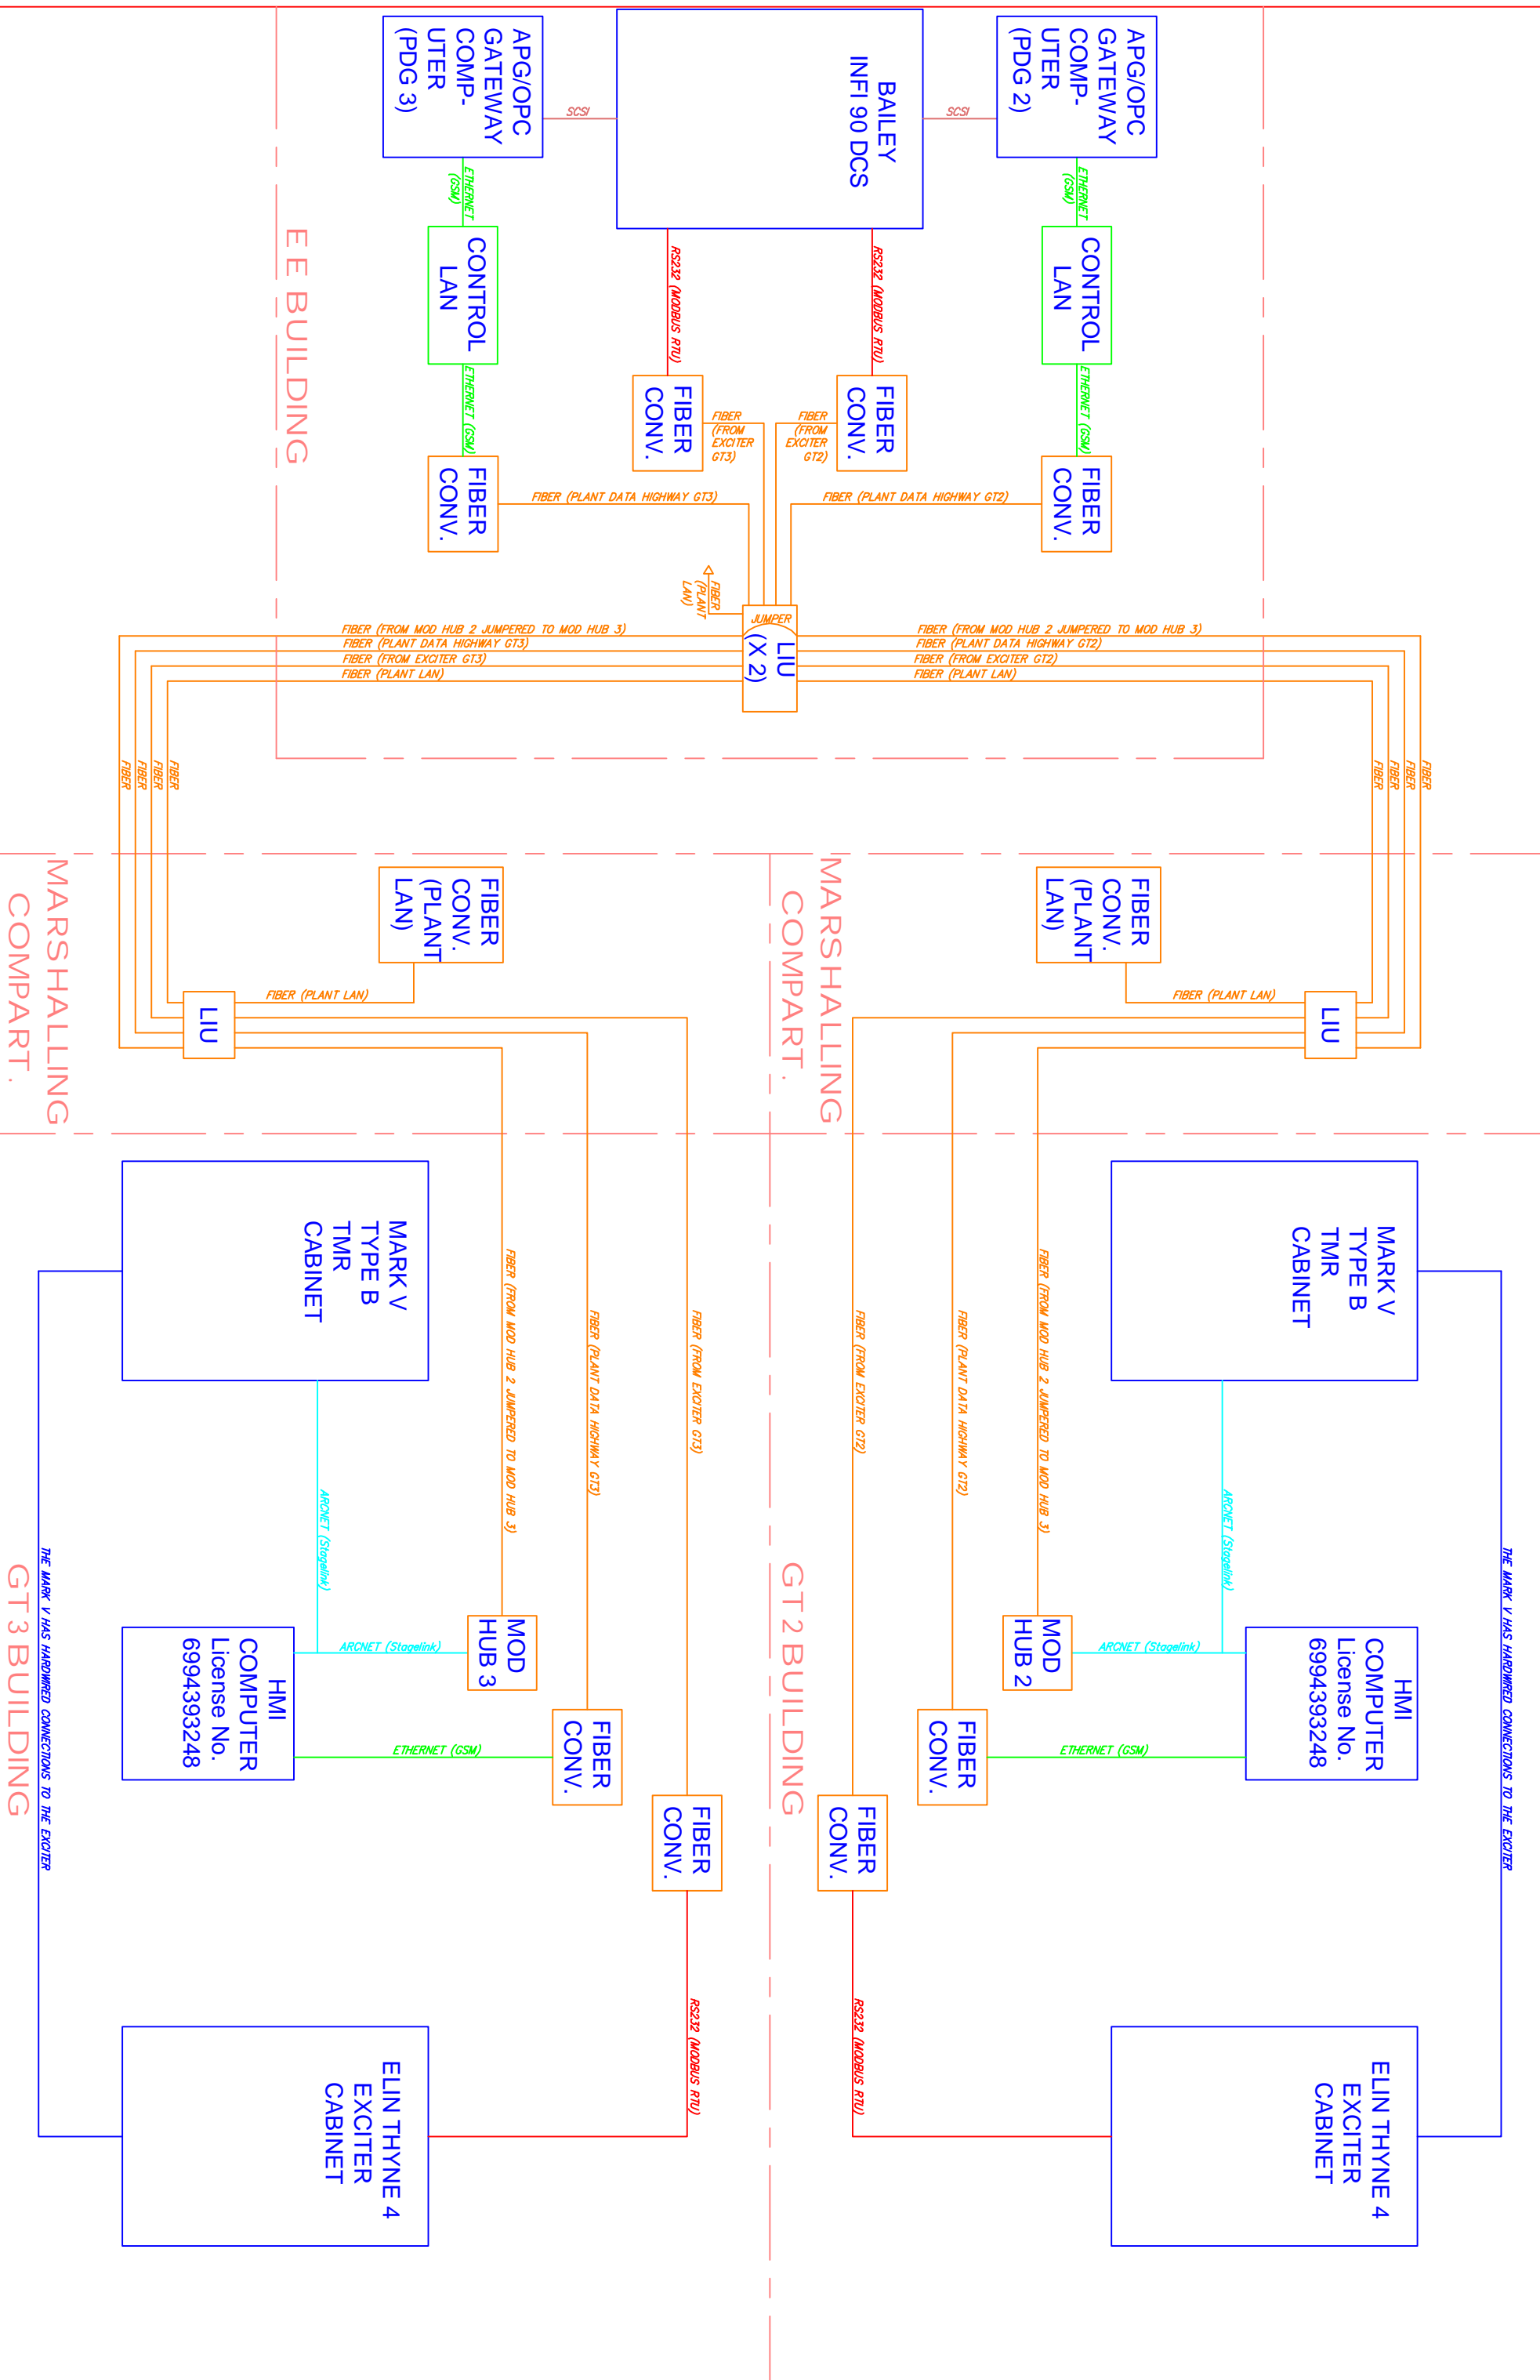 APG/OPC
GATEWAY
COMP-
UTER
(PDG 3)
SCSI
BAILEY
INFI 90 DCS
SCSI
APG/OPC
GATEWAY
COMP-
UTER
(PDG 2)
ETHERNET
(GSM)
ETHERNET
(GSM)
CONTROL
LAN
CONTROL
LAN
E E BUILDING
RS232 (MODBUS RTU)
RS232 (MODBUS RTU)
ETHERNET (GSM)
ETHERNET (GSM)
FIBER
CONV.
FIBER
CONV.
FIBER
(FROM
EXCITER
GT3)
FIBER
(FROM
EXCITER
GT2)
FIBER
CONV.
FIBER
CONV.
FIBER (PLANT DATA HIGHWAY GT3)
FIBER (PLANT DATA HIGHWAY GT2)
FIBER
(PLANT
LAN)
JUMPER
LIU
(X 2)
FIBER (FROM MOD HUB 2 JUMPERED TO MOD HUB 3)
FIBER (PLANT DATA HIGHWAY GT3)
FIBER (FROM EXCITER GT3)
FIBER (PLANT LAN)
FIBER (FROM MOD HUB 2 JUMPERED TO MOD HUB 3)
FIBER (PLANT DATA HIGHWAY GT2)
FIBER (FROM EXCITER GT2)
FIBER (PLANT LAN)
FIBER
FIBER
FIBER
FIBER
FIBER
FIBER
FIBER
FIBER
MARSHALLING
COMPART.
MARSHALLING
COMPART.
FIBER
CONV.
(PLANT
LAN)
FIBER
CONV.
(PLANT
LAN)
FIBER (PLANT LAN)
FIBER (PLANT LAN)
LIU
LIU
MARK V
TYPE B
TMR
CABINET
MARK V
TYPE B
TMR
CABINET
FIBER (FROM MOD HUB 2 JUMPERED TO MOD HUB 3)
FIBER (PLANT DATA HIGHWAY GT3)
FIBER (FROM EXCITER GT3)
FIBER (FROM EXCITER GT2)
FIBER (PLANT DATA HIGHWAY GT2)
FIBER (FROM MOD HUB 2 JUMPERED TO MOD HUB 3)
ARCNET (Stagelink)
ARCNET (Stagelink)
THE MARK V HAS HARDWIRED CONNECTIONS TO THE EXCITER
THE MARK V HAS HARDWIRED CONNECTIONS TO THE EXCITER
GT 3 BUILDING
GT 2 BUILDING
MOD
HUB 3
MOD
HUB 2
ARCNET (Stagelink)
ARCNET (Stagelink)
HMI
COMPUTER
License No.
6994393248
HMI
COMPUTER
License No.
6994393248
ETHERNET (GSM)
ETHERNET (GSM)
FIBER
CONV.
FIBER
CONV.
FIBER
CONV.
FIBER
CONV.
RS232 (MODBUS RTU)
RS232 (MODBUS RTU)
ELIN THYNE 4
EXCITER
CABINET
ELIN THYNE 4
EXCITER
CABINET